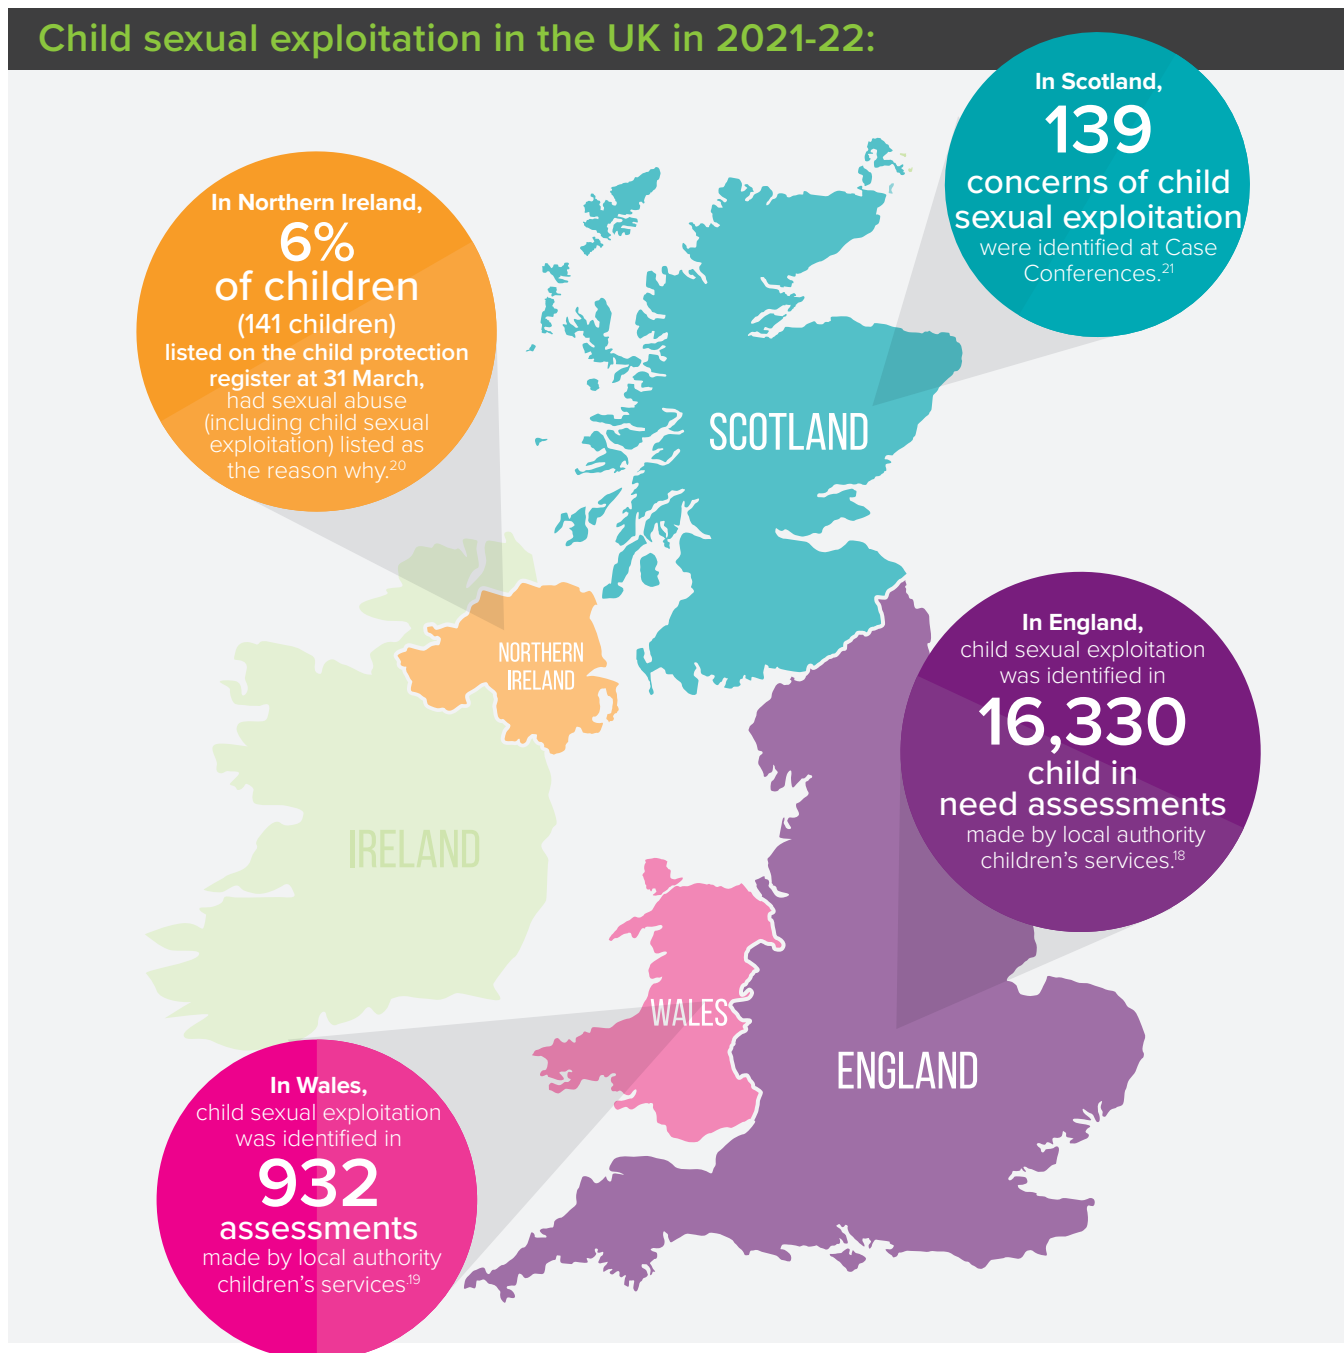 Child sexual exploitation in the UK in 2021-22:
In Scotland,
139
concerns of child
sexual exploitation
were identified at Case
Conferences.21
In Northern Ireland,
6%
of children
(141 children)
listed on the child protection
register at 31 March,
had sexual abuse
(including child sexual
exploitation) listed as
the reason why.20
SCOTLAND
NORTHERN
IRELAND
In England,
child sexual exploitation
was identified in
16,330
child in
need assessments
made by local authority
children’s services.18
IRELAND
WALES
ENGLAND
In Wales,
child sexual exploitation
was identified in
932
assessments
made by local authority
children’s services.19